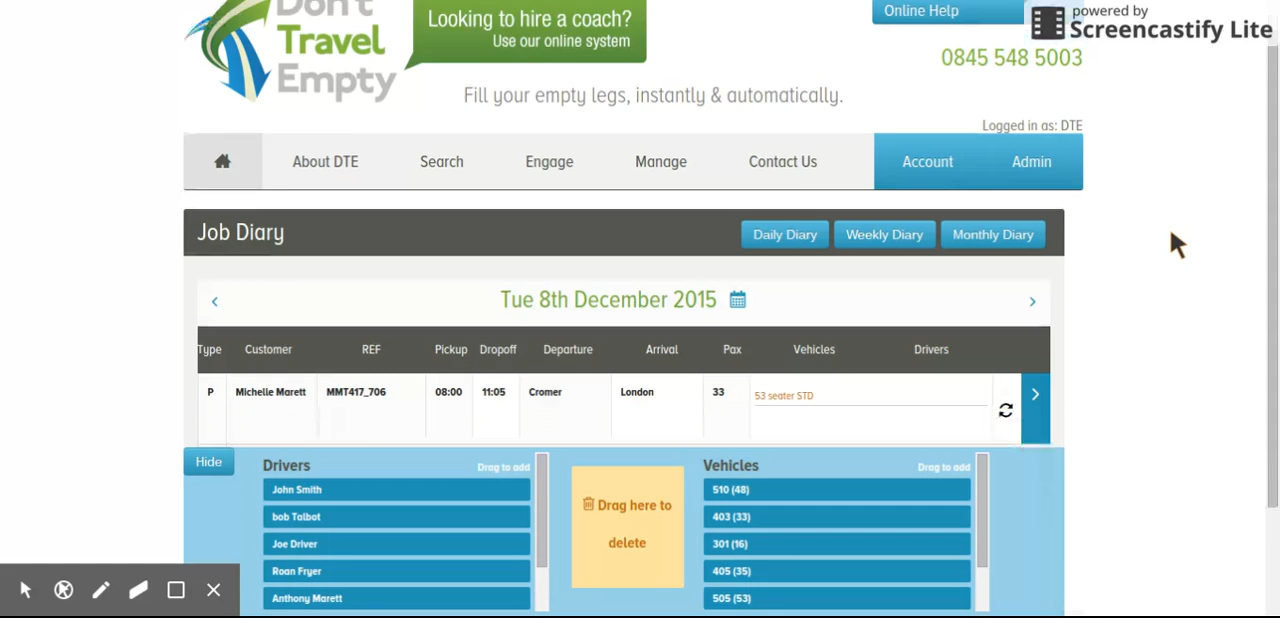 Don't
Travel
Empty
Looking to hire a coach?
Use our online system
Online Help
powered by
Screencastify Lite
0845 548 5003
Fill your empty legs, instantly & automatically.
Logged in as: DTE
About DTE Search Engage Manage Contact Us Account Admin
Job Diary Daily Diary Weekly Diary Monthly Diary
Tue 8th December 2015
Type Customer REF Pickup Dropoff Departure Arrival Pax Vehicles Drivers
P Michelle Marett MMT417_706 08:00 11:05 Cromer London 33 53 seater STD
Hide
Drivers Drag to add
John Smith
bob Talbot
Joe Driver
Roan Fryer
Anthony Marett
Drag here to
delete
Vehicles Drag to add
510 (48)
403 (33)
301 (16)
405 (35)
505 (53)